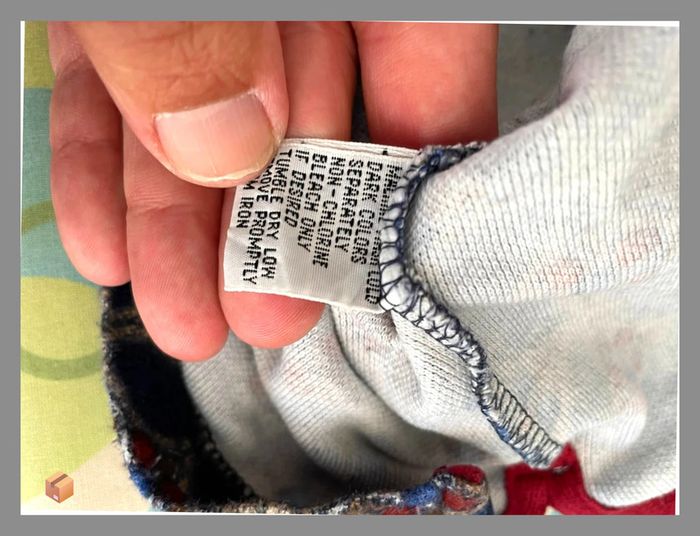 DARK COLORS
SEPARATELY
NON-CHLORINE
BLEACH ONLY
IF DESIRED
TUMBLE DRY LOW
REMOVE PROMPTLY
IRON